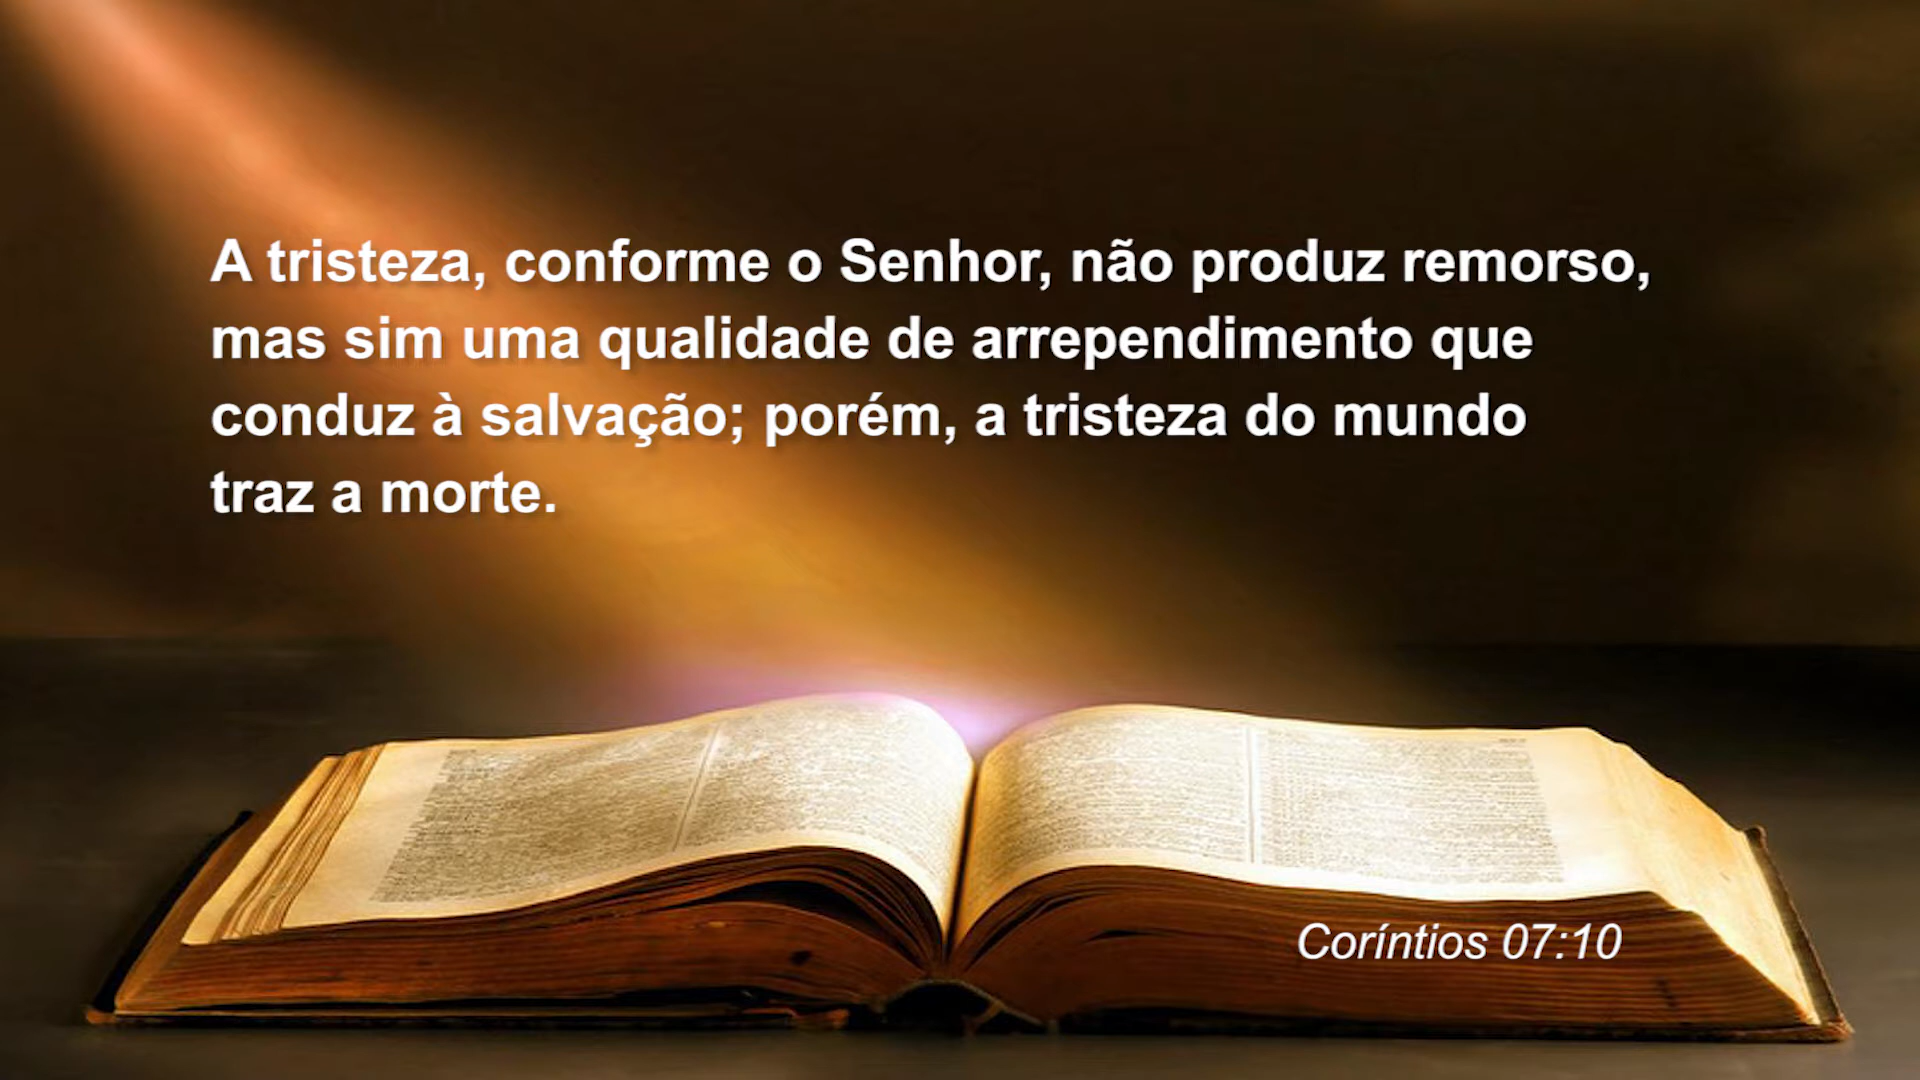 A tristeza, conforme o Senhor, não produz remorso,
mas sim uma qualidade de arrependimento que
conduz à salvação; porém, a tristeza do mundo
traz a morte.
Coríntios 07:10